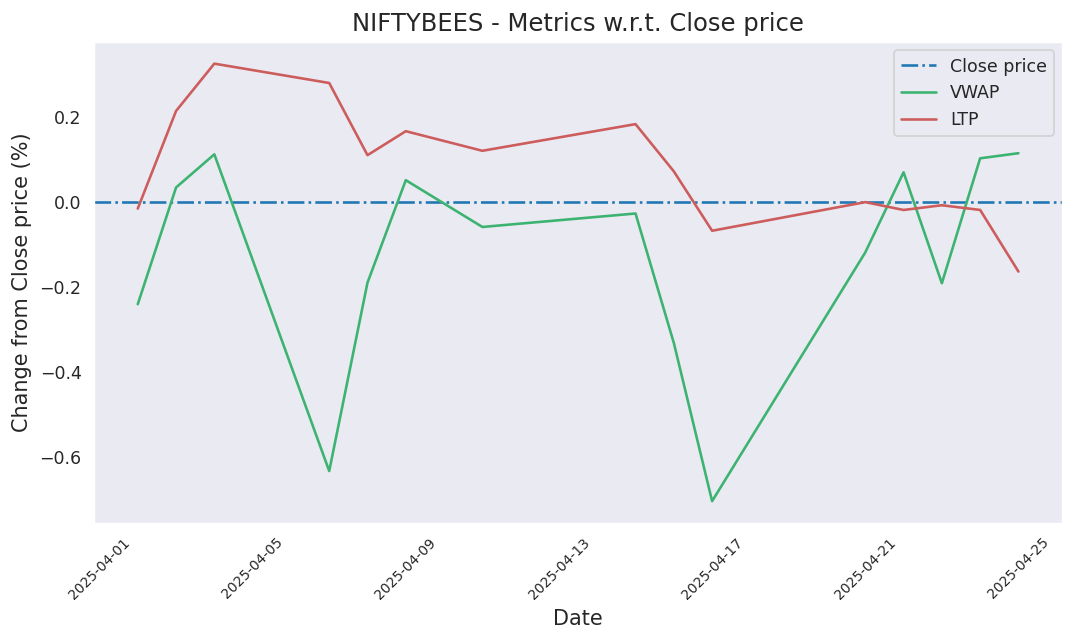 NIFTYBEES - Metrics w.r.t. Close price
Close price
VWAP
LTP
Change from Close price (%)
0.2
0.0
−0.2
−0.4
−0.6
2025-04-01
2025-04-05
2025-04-09
2025-04-13
2025-04-17
2025-04-21
2025-04-25
Date